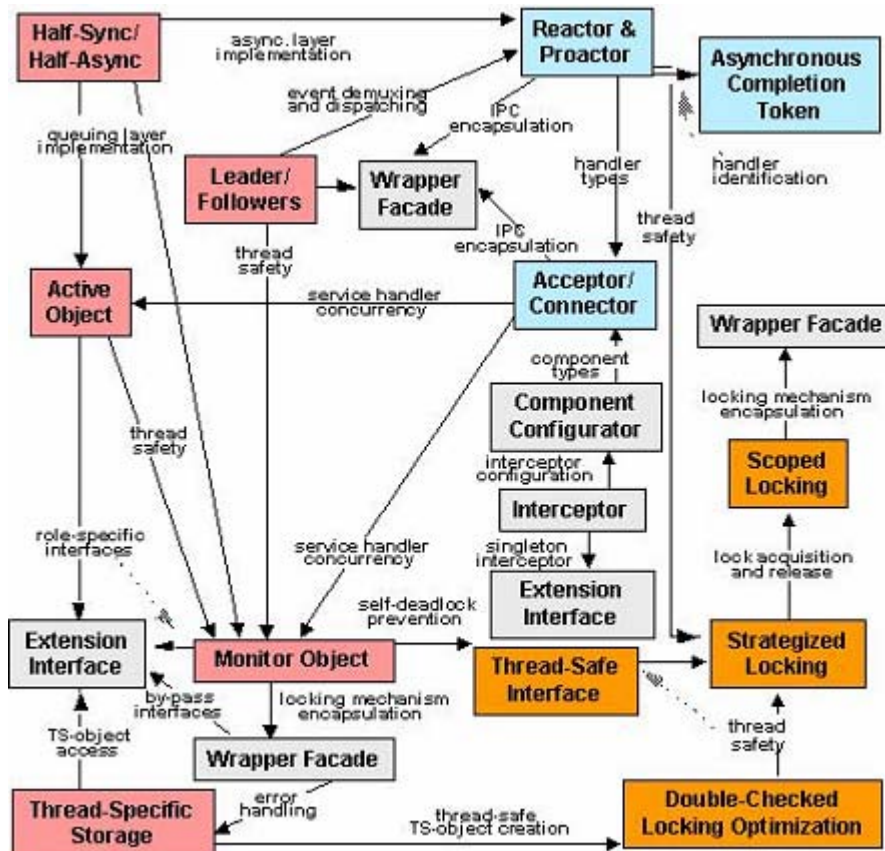 Half-Sync/
Half-Async
async. layer
implementation
Reactor &
Proactor
Asynchronous
Completion
Token
event demuxing
and dispatching
IPC
encapsulation
queuing layer
implementation
handler
types
handler
identification
Leader/
Followers
Wrapper
Facade
thread
safety
IPC
encapsulation
thread
safety
Active
Object
service handler
concurrency
Acceptor/
Connector
Wrapper Facade
component
types
Component
Configurator
locking mechanism
encapsulation
thread
safety
interceptor
configuration
Scoped
Locking
Interceptor
role-specific
interfaces
service handler
concurrency
singleton
interceptor
lock acquisition
and release
Extension
Interface
self-deadlock
prevention
Extension
Interface
Monitor Object
Thread-Safe
Interface
Strategized
Locking
by-pass
interfaces
locking mechanism
encapsulation
TS-object
access
thread
safety
Wrapper Facade
error
handling
Thread-Specific
Storage
thread-safe
TS-object creation
Double-Checked
Locking Optimization